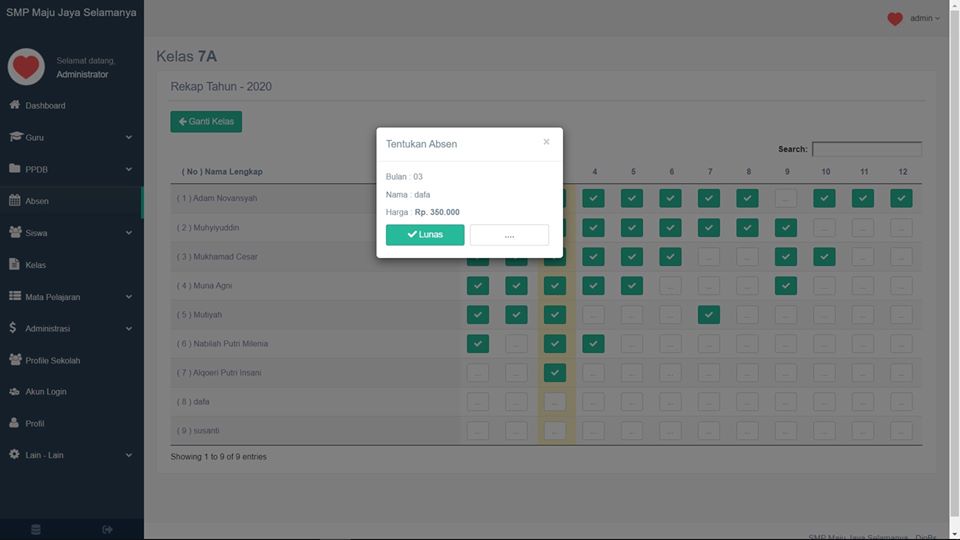 SMP Maju Jaya Selamanya
admin
Selamat datang,
Administrator
Dashboard
Guru
PPDB
Absen
Siswa
Kelas
Mata Pelajaran
Administrasi
Profile Sekolah
Akun Login
Profil
Lain - Lain
Kelas 7A
Rekap Tahun - 2020
Ganti Kelas
Search:
( No ) Nama Lengkap 4 5 6 7 8 9 10 11 12
( 1 ) Adam Novansyah ...
( 2 ) Muhyiyuddin ... ... ...
( 3 ) Mukhamad Cesar ... ... ... ...
( 4 ) Muna Agni ... ... ... ... ... ...
( 5 ) Mutiyah ... ... ... ... ... ... ... ...
( 6 ) Nabilah Putri Milenia ... ... ... ... ... ... ... ... ...
( 7 ) Alqoeri Putri Insani ... ... ... ... ... ... ... ... ... ... ...
( 8 ) dafa ... ... ... ... ... ... ... ... ... ... ... ...
( 9 ) susanti ... ... ... ... ... ... ... ... ... ... ... ...
Showing 1 to 9 of 9 entries
Tentukan Absen ×
Bulan : 03
Nama : dafa
Harga : Rp. 350.000
Lunas ....
SMP Maju Jaya Selamanya